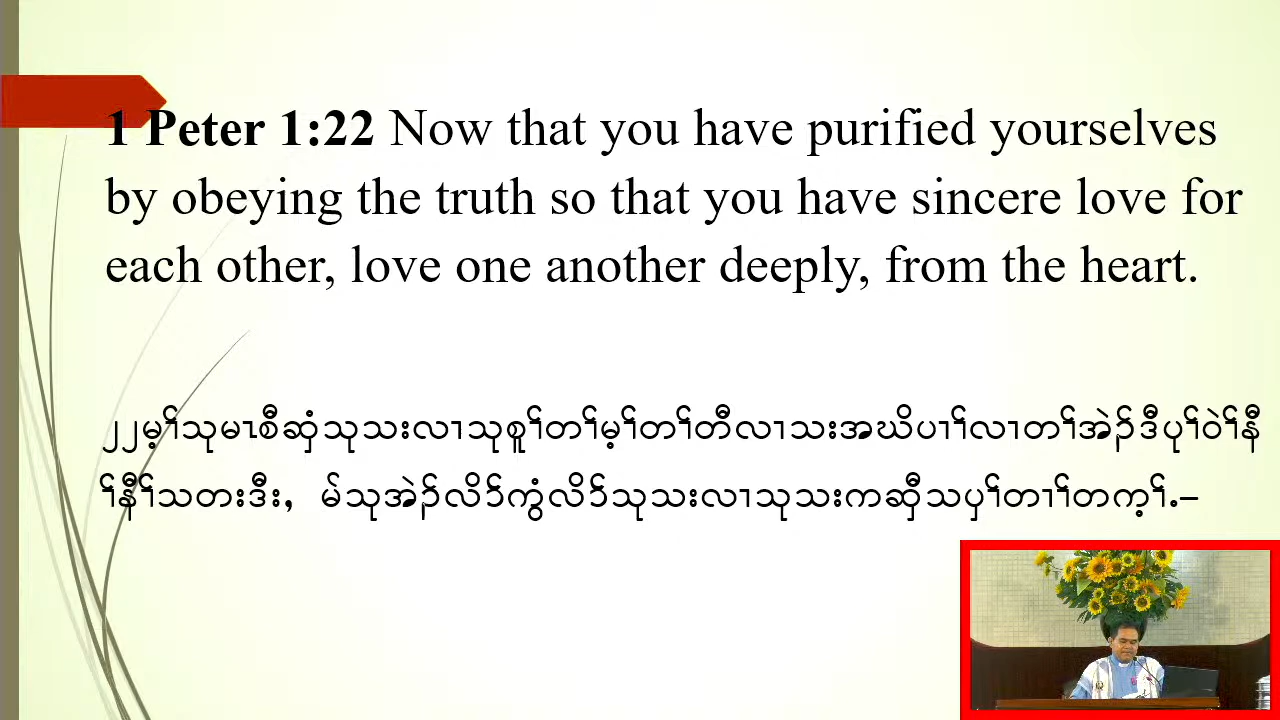 1 Peter 1:22 Now that you have purified yourselves
by obeying the truth so that you have sincere love for
each other, love one another deeply, from the heart.
၂၂မ့ၢ်သုမၤစီဆှံသုသးလၢသုစူၢ်တၢ်မ့ၢ်တၢ်တီလၢသးအဃိပၢၢ်လၢတၢ်အဲၣ်ဒီပုၢ်ဝဲၢ်နီ
ၢ်နီၢ်သတးဒီး, မ်သုအဲၣ်လိာ်ကွံလိာ်သုသးလၢသုသးကဆှီသပှၢ်တၢၢ်တက့ၢ်.–